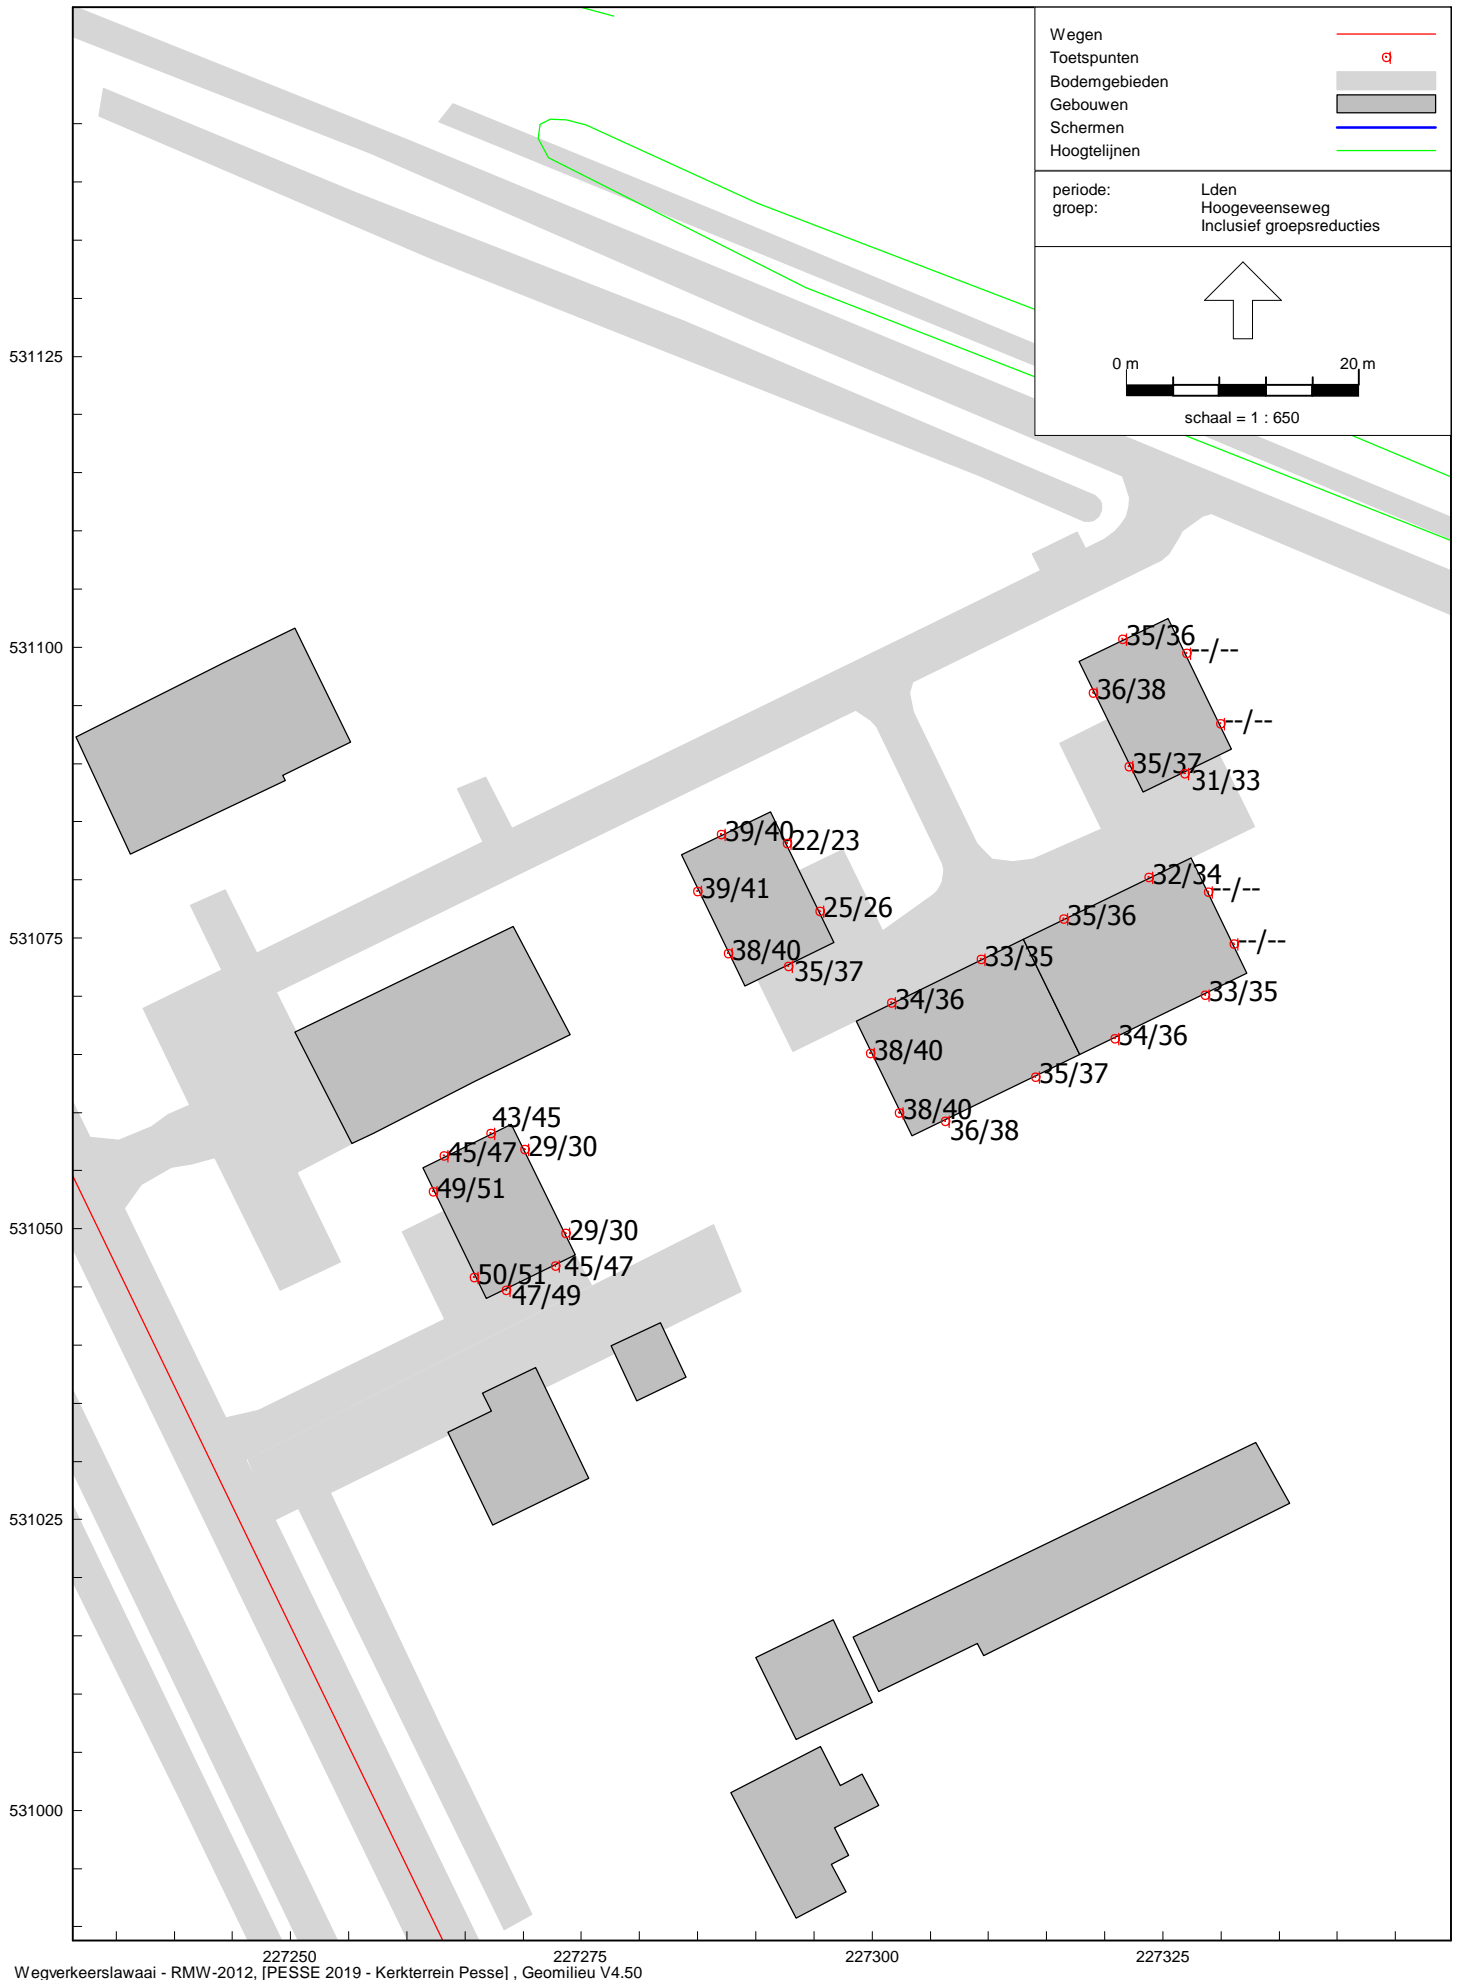 Wegen
Toetspunten
Bodemgebieden
Gebouwen
Schermen
Hoogtelijnen
periode: Lden
groep: Hoogeveenseweg
Inclusief groepsreducties
0 m 20 m
schaal = 1 : 650
531125
531100
531075
531050
531025
531000
35/36
--/--
36/38
--/--
35/37
31/33
39/40
22/23
39/41
25/26
38/40
35/37
32/34
--/--
35/36
--/--
33/35
33/35
34/36
34/36
38/40
35/37
38/40
36/38
43/45
45/47
29/30
49/51
29/30
45/47
50/51
47/49
227250 227275 227300 227325
Wegverkeerslawaai - RMW-2012, [PESSE 2019 - Kerkterrein Pesse] , Geomilieu V4.50